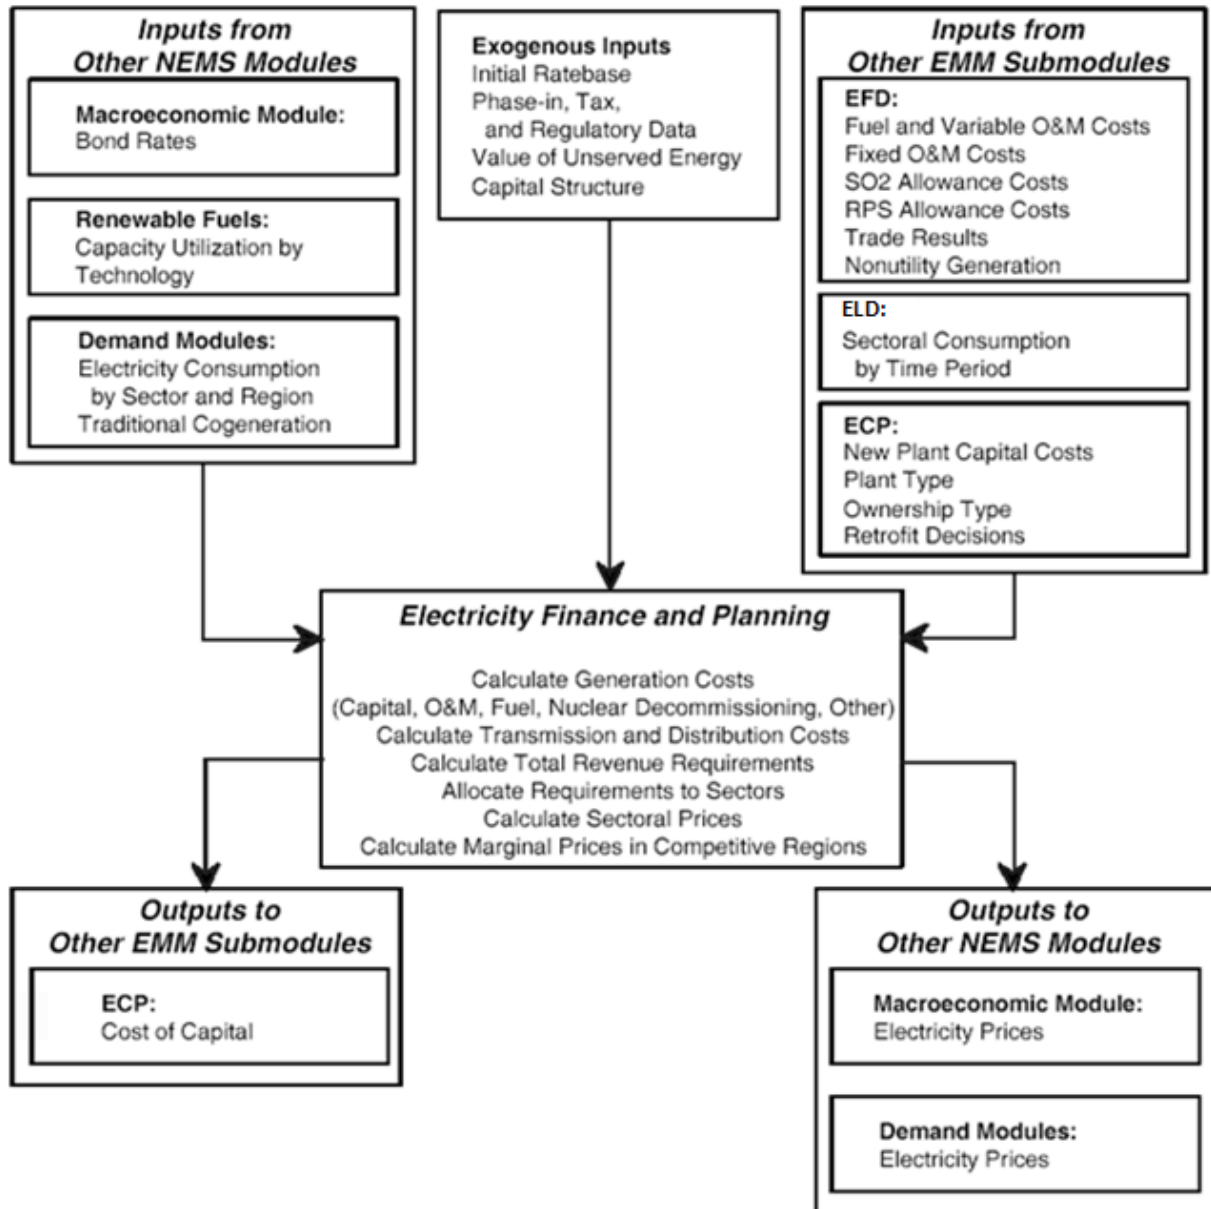 Inputs from
Other NEMS Modules
Macroeconomic Module:
Bond Rates
Renewable Fuels:
Capacity Utilization by
Technology
Demand Modules:
Electricity Consumption
by Sector and Region
Traditional Cogeneration
Exogenous Inputs
Initial Ratebase
Phase-in, Tax,
and Regulatory Data
Value of Unserved Energy
Capital Structure
Inputs from
Other EMM Submodules
EFD:
Fuel and Variable O&M Costs
Fixed O&M Costs
SO2 Allowance Costs
RPS Allowance Costs
Trade Results
Nonutility Generation
ELD:
Sectoral Consumption
by Time Period
ECP:
New Plant Capital Costs
Plant Type
Ownership Type
Retrofit Decisions
Electricity Finance and Planning
Calculate Generation Costs
(Capital, O&M, Fuel, Nuclear Decommissioning, Other)
Calculate Transmission and Distribution Costs
Calculate Total Revenue Requirements
Allocate Requirements to Sectors
Calculate Sectoral Prices
Calculate Marginal Prices in Competitive Regions
Outputs to
Other EMM Submodules
ECP:
Cost of Capital
Outputs to
Other NEMS Modules
Macroeconomic Module:
Electricity Prices
Demand Modules:
Electricity Prices